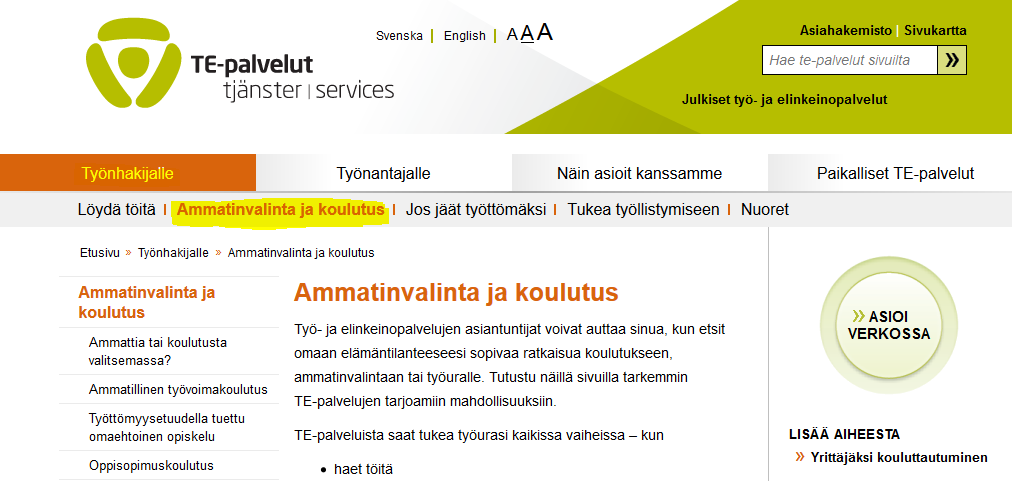 Svenska | English | A A A
Asiahakemisto | Sivukartta
TE-palvelut
tjänster | services
Hae te-palvelut sivuilta »
Julkiset työ- ja elinkeinopalvelut
Työnhakijalle
Työnantajalle
Näin asioit kanssamme
Paikalliset TE-palvelut
Löydä töitä | Ammatinvalinta ja koulutus | Jos jäät työttömäksi | Tukea työllistymiseen | Nuoret
Etusivu » Työnhakijalle » Ammatinvalinta ja koulutus
Ammatinvalinta ja
koulutus
Ammattia tai koulutusta
valitsemassa?
Ammatillinen työvoimakoulutus
Työttömyysetuudella tuettu
omaehtoinen opiskelu
Oppisopimuskoulutus
Ammatinvalinta ja koulutus
Työ- ja elinkeinopalvelujen asiantuntijat voivat auttaa sinua, kun etsit
omaan elämäntilanteeseesi sopivaa ratkaisua koulutukseen,
ammatinvalintaan tai työuralle. Tutustu näillä sivuilla tarkemmin
TE-palvelujen tarjoamiin mahdollisuuksiin.
TE-palveluista saat tukea työurasi kaikissa vaiheissa – kun
• haet töitä
» ASIOI
VERKOSSA
LISÄÄ AIHEESTA
» Yrittäjäksi kouluttautuminen